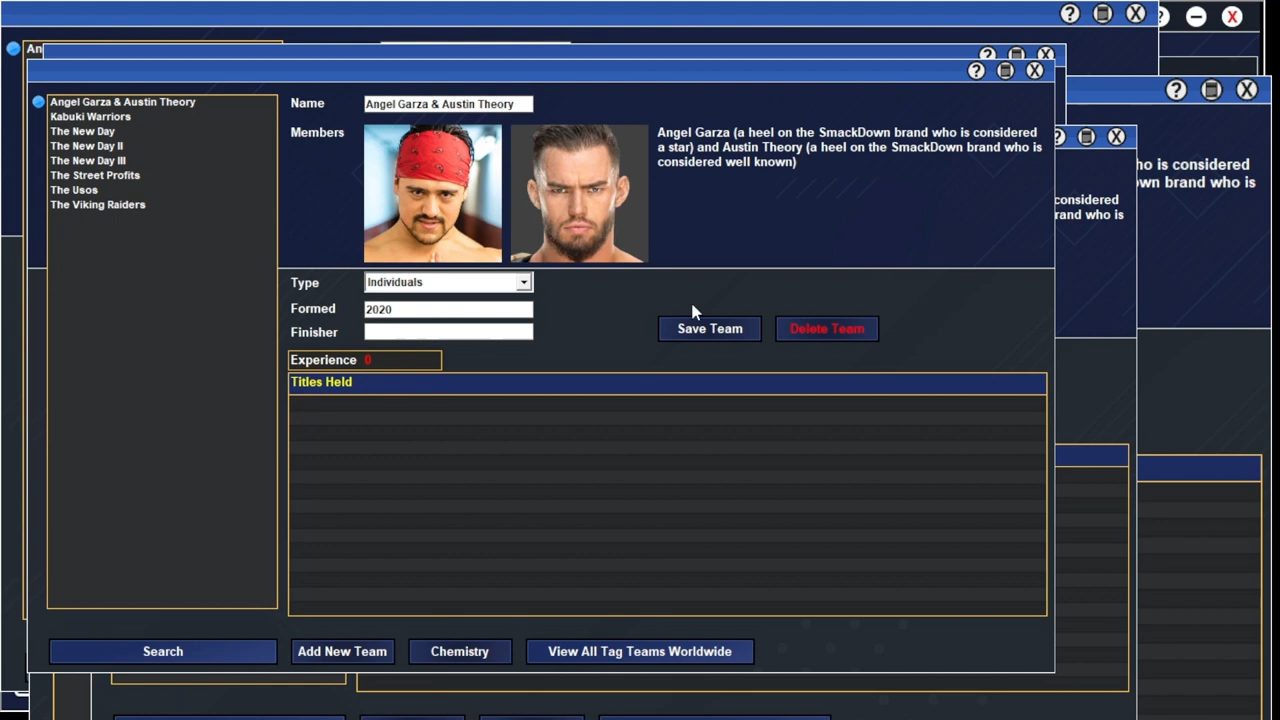 An
Angel Garza & Austin Theory
Kabuki Warriors
The New Day
The New Day II
The New Day III
The Street Profits
The Usos
The Viking Raiders
Name
Angel Garza & Austin Theory
Members
Angel Garza (a heel on the SmackDown brand who is considered
a star) and Austin Theory (a heel on the SmackDown brand who is
considered well known)
Type
Individuals
Formed
2020
Finisher
Save Team
Delete Team
Experience 0
Titles Held
Search
Add New Team
Chemistry
View All Tag Teams Worldwide
considered
rand who is
ho is considered
own brand who is